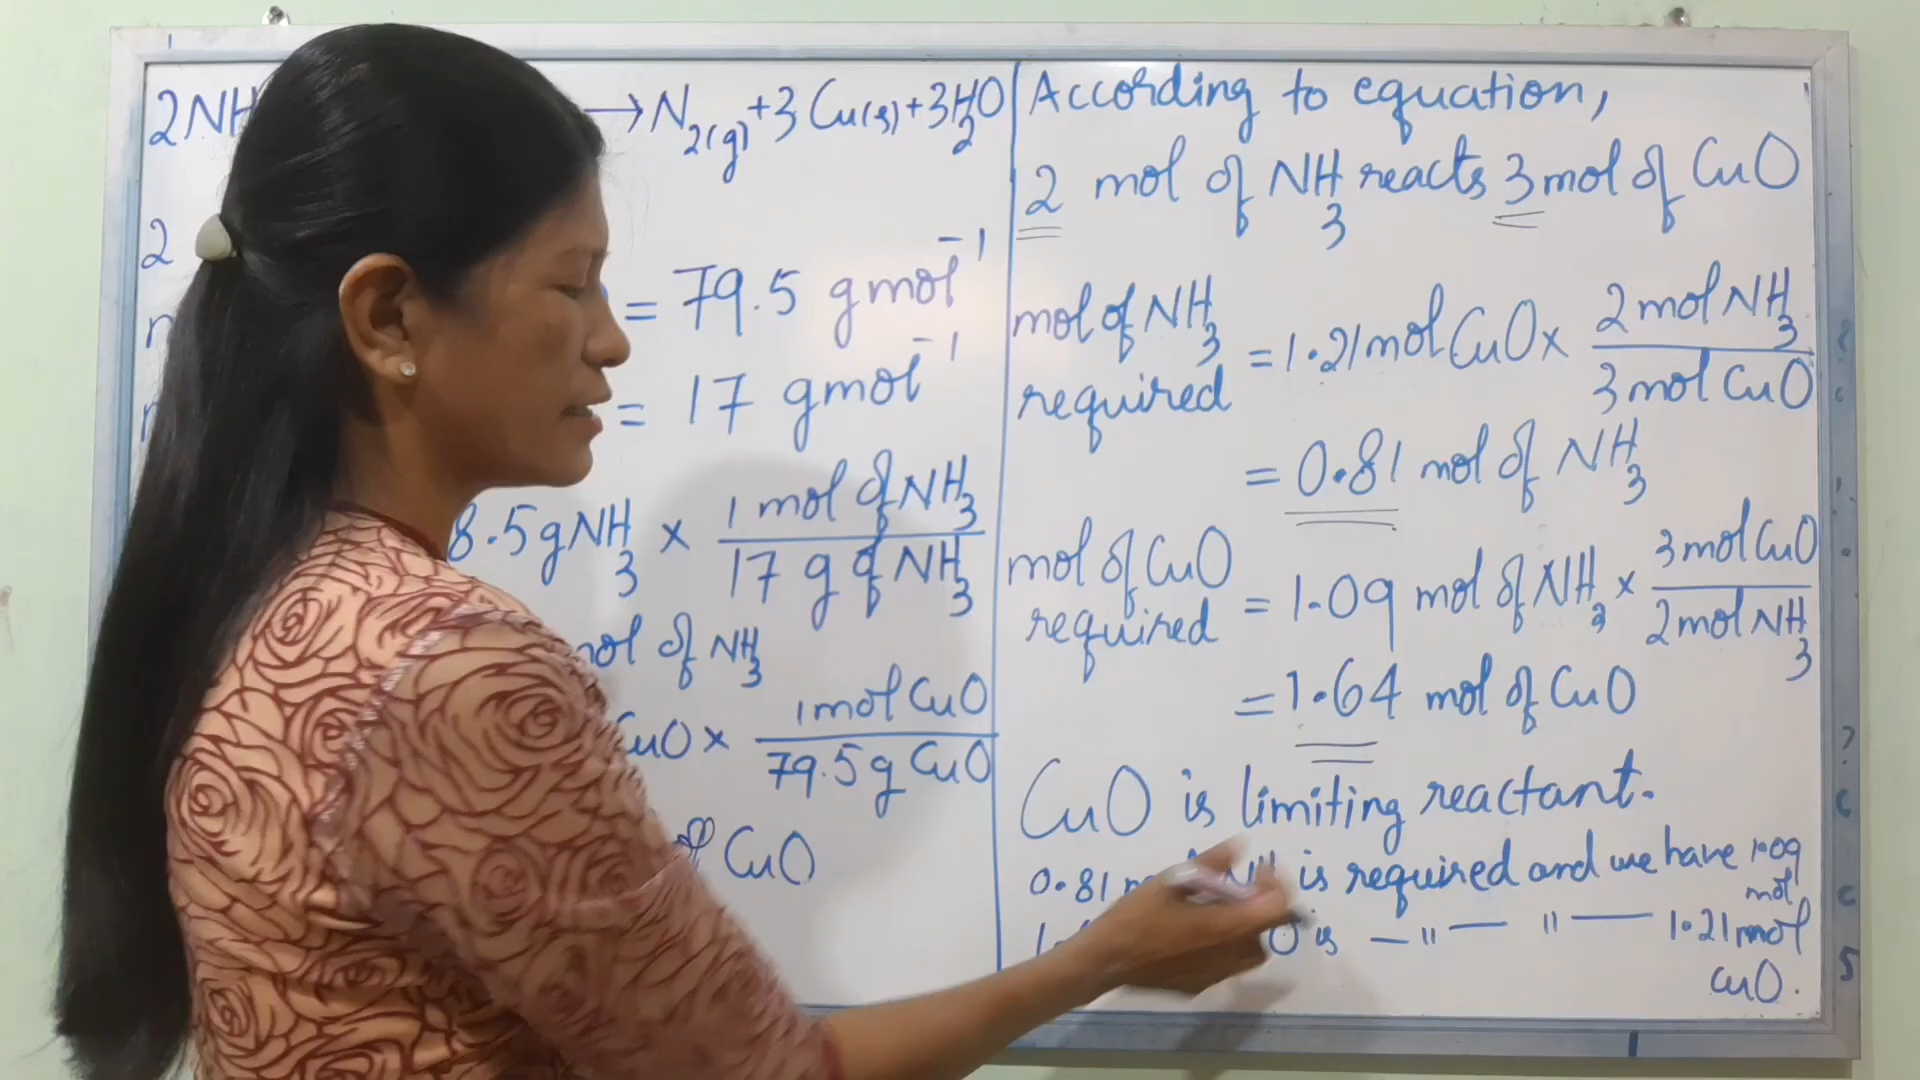 2NH → N2(g) + 3 Cu(s) + 3H2O
2
= 79.5 g mol⁻¹
= 17 g mol⁻¹
8.5 g NH3 × 1 mol of NH3
17 g of NH3
mol of NH3
CuO × 1 mol CuO
79.5 g CuO
of CuO
According to equation,
2 mol of NH3 reacts 3 mol of CuO
mol of NH3 required = 1.21 mol CuO × 2 mol NH3
3 mol CuO
= 0.81 mol of NH3
mol of CuO required = 1.09 mol of NH3 × 3 mol CuO
2 mol NH3
= 1.64 mol of CuO
CuO is limiting reactant.
0.81 is required and we have 1.09 mol
is — " — " — 1.21 mol
CuO.